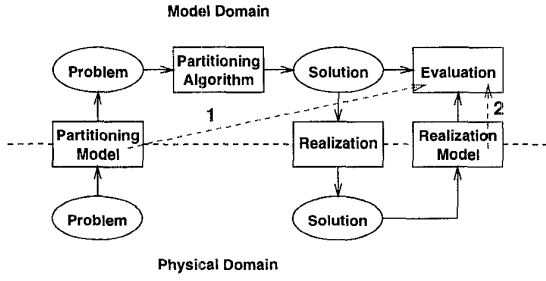 Model Domain
Problem
Partitioning
Algorithm
Solution
Evaluation
1
2
Partitioning
Model
Realization
Realization
Model
Problem
Solution
Physical Domain